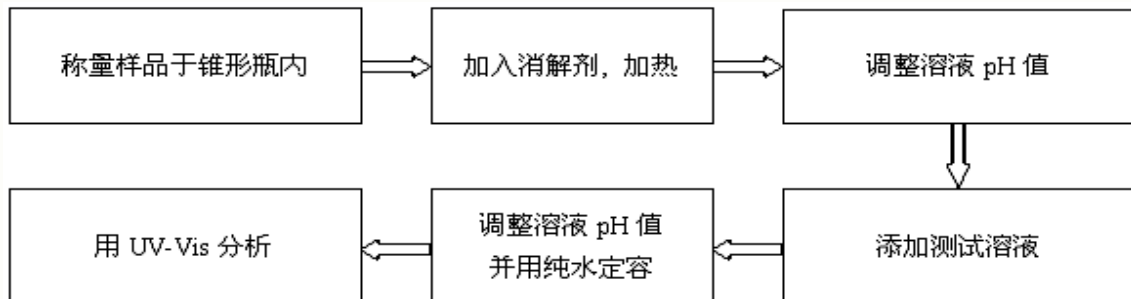 称量样品于锥形瓶内
加入消解剂，加热
调整溶液 pH 值
添加测试溶液
调整溶液 pH 值
并用纯水定容
用 UV-Vis 分析